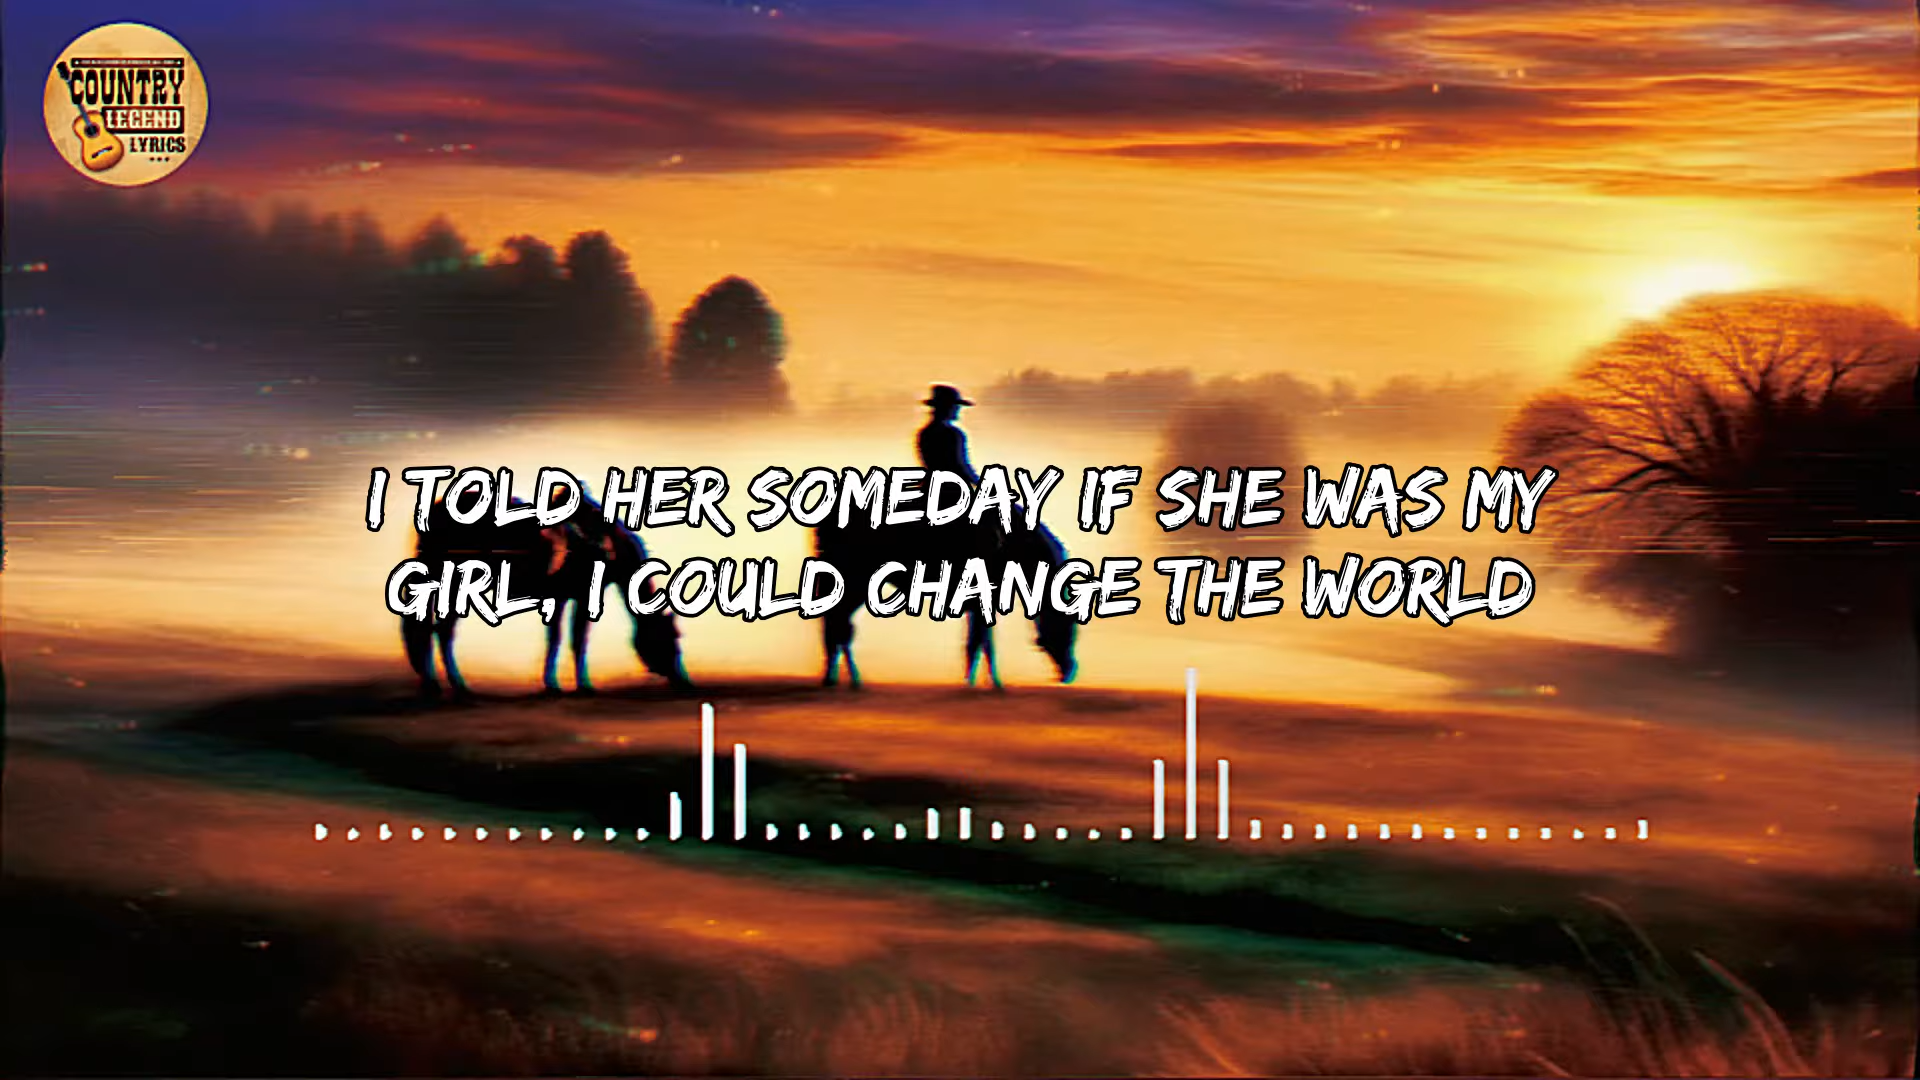 COUNTRY
LEGEND
LYRICS
I TOLD HER SOMEDAY IF SHE WAS MY
GIRL, I COULD CHANGE THE WORLD